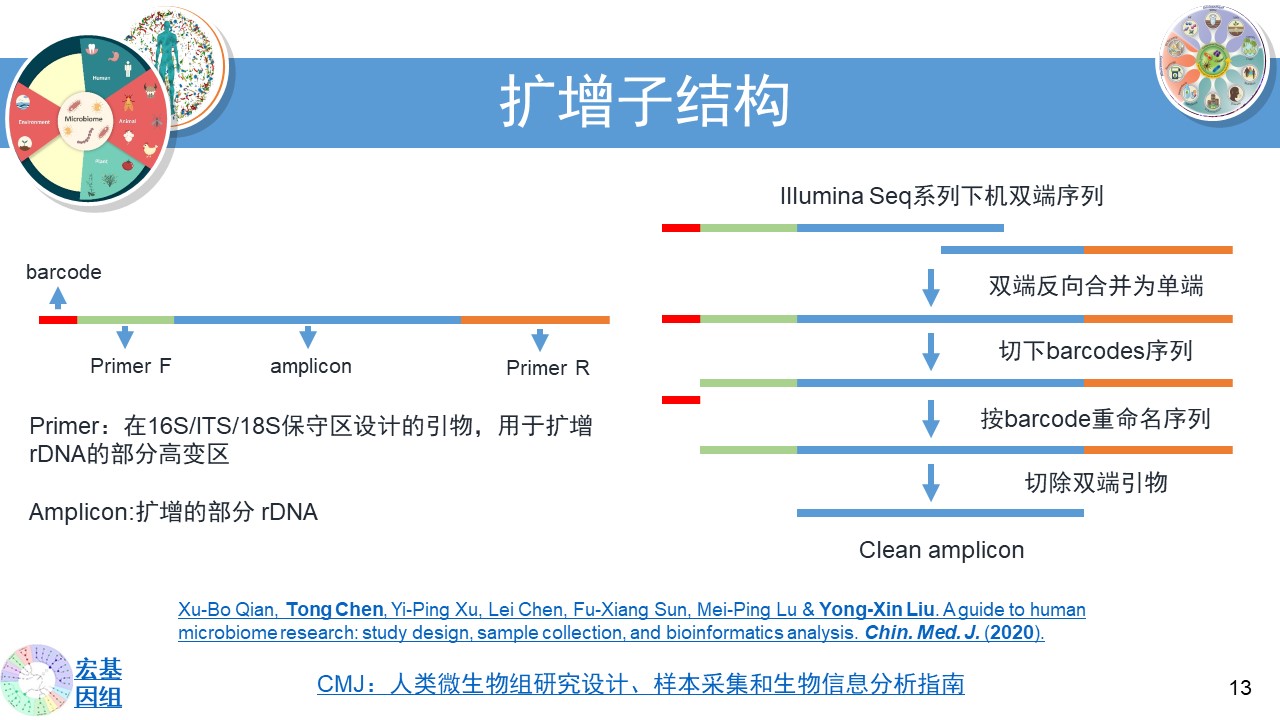 扩增子结构
Human
Environment
Microbiome
Animal
Plant
barcode
Primer F
amplicon
Primer R
Primer：在16S/ITS/18S保守区设计的引物，用于扩增
rDNA的部分高变区
Amplicon:扩增的部分 rDNA
Illumina Seq系列下机双端序列
双端反向合并为单端
切下barcodes序列
按barcode重命名序列
切除双端引物
Clean amplicon
Xu-Bo Qian, Tong Chen, Yi-Ping Xu, Lei Chen, Fu-Xiang Sun, Mei-Ping Lu & Yong-Xin Liu. A guide to human
microbiome research: study design, sample collection, and bioinformatics analysis. Chin. Med. J. (2020).
宏基
因组
CMJ：人类微生物组研究设计、样本采集和生物信息分析指南
13